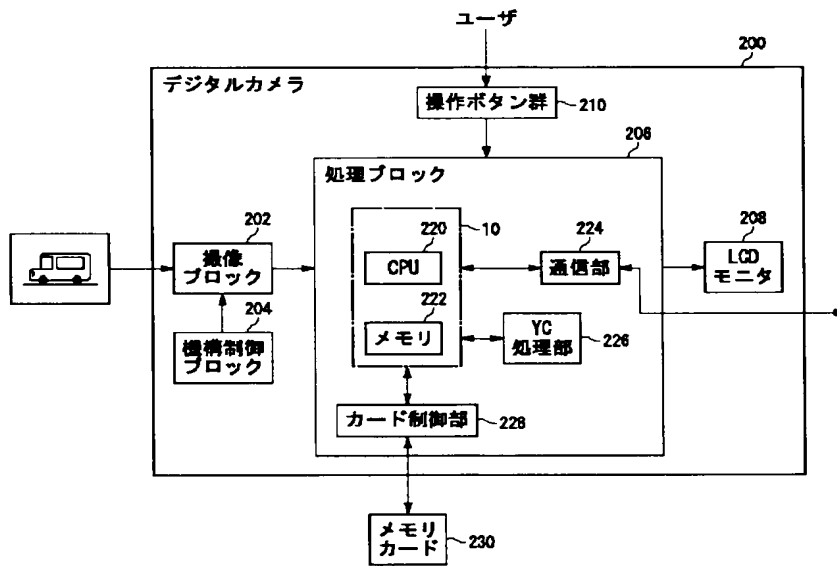 ユーザ
200
デジタルカメラ
操作ボタン群
210
206
処理ブロック
202
撮像
ブロック
204
機構制御
ブロック
10
220
CPU
222
メモリ
224
通信部
YC
処理部
226
208
LCD
モニタ
カード制御部
228
メモリ
カード
230